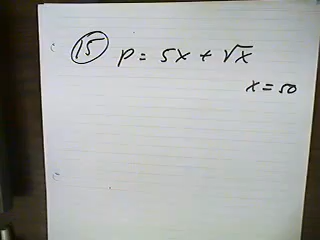 15 p = 5x + √x
x = 50